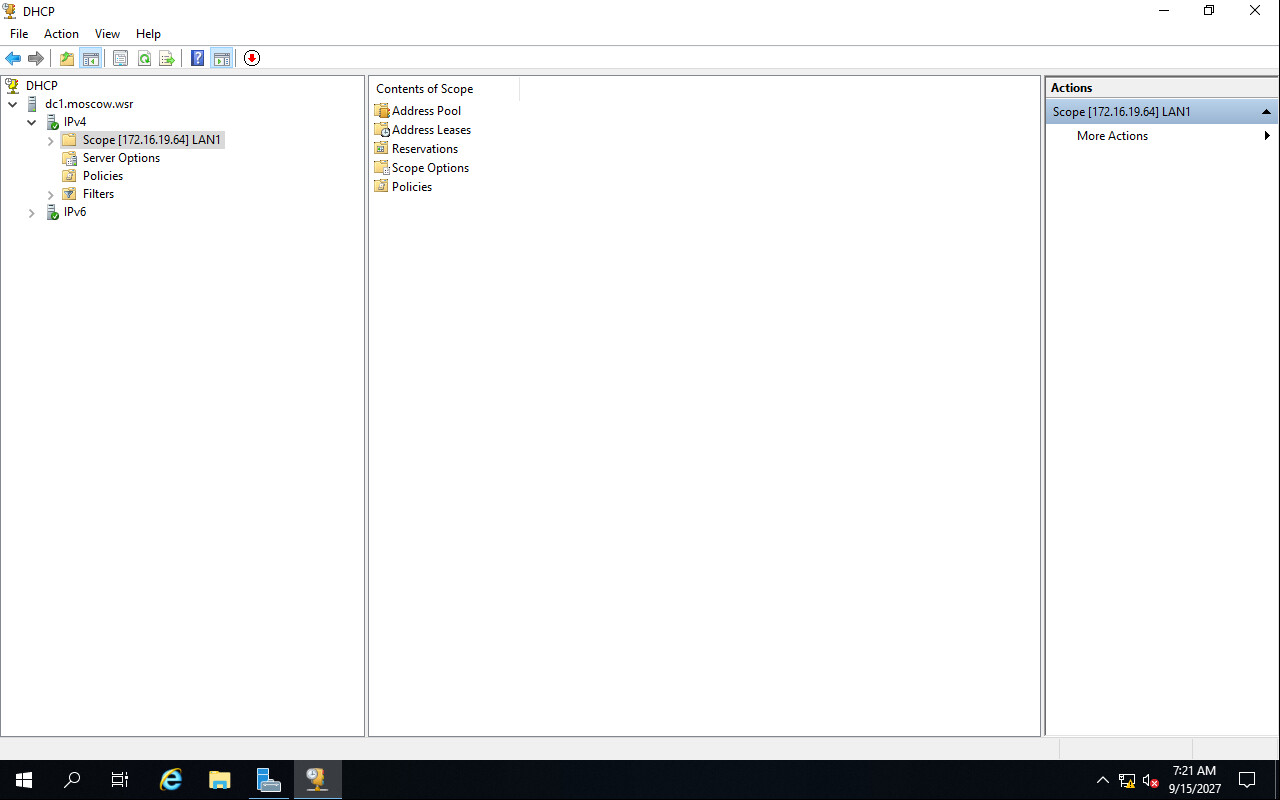 DHCP
File Action View Help
DHCP
dc1.moscow.wsr
IPv4
Scope [172.16.19.64] LAN1
Server Options
Policies
Filters
IPv6
Contents of Scope
Address Pool
Address Leases
Reservations
Scope Options
Policies
Actions
Scope [172.16.19.64] LAN1
More Actions
7:21 AM
9/15/2027